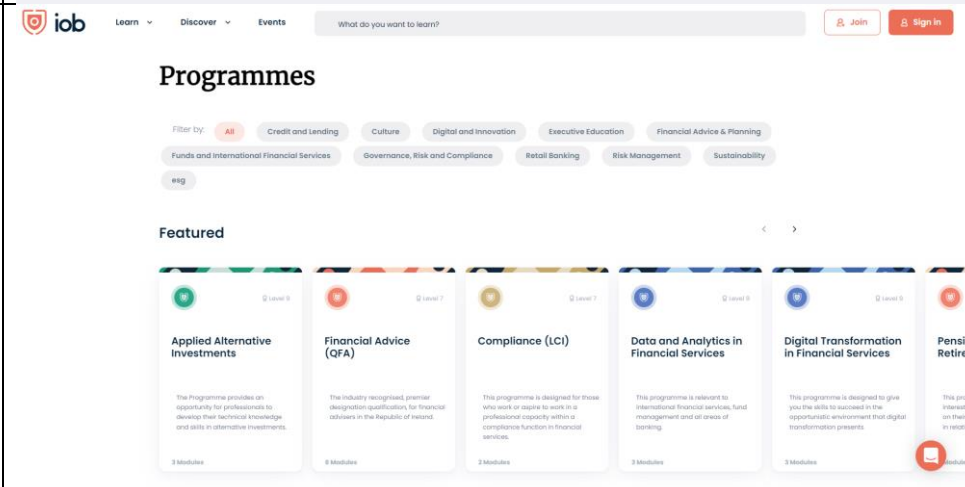 iob
Learn Discover Events What do you want to learn? Join Sign in
Programmes
Filter by: All Credit and Lending Culture Digital and Innovation Executive Education Financial Advice & Planning
Funds and International Financial Services Governance, Risk and Compliance Retail Banking Risk Management Sustainability
esg
Featured
Level 7
Level 7
Applied Alternative
Investments
The Programme provides an
opportunity for professionals to
develop their technical knowledge
and skills in alternative investments.
3 Modules
Financial Advice
(QFA)
The industry recognised, premier
designation qualification, for financial
advisers in the Republic of Ireland.
6 Modules
Compliance (LCI)
This programme is designed for those
who work or aspire to work in a
professional capacity within a
compliance function in financial
services.
2 Modules
Data and Analytics in
Financial Services
This programme is relevant to
international financial services, fund
management and all areas of
banking.
3 Modules
Digital Transformation
in Financial Services
This programme is designed to give
you the skills to succeed in the
opportunistic environment that digital
transformation presents
3 Modules
Pensi
Retire